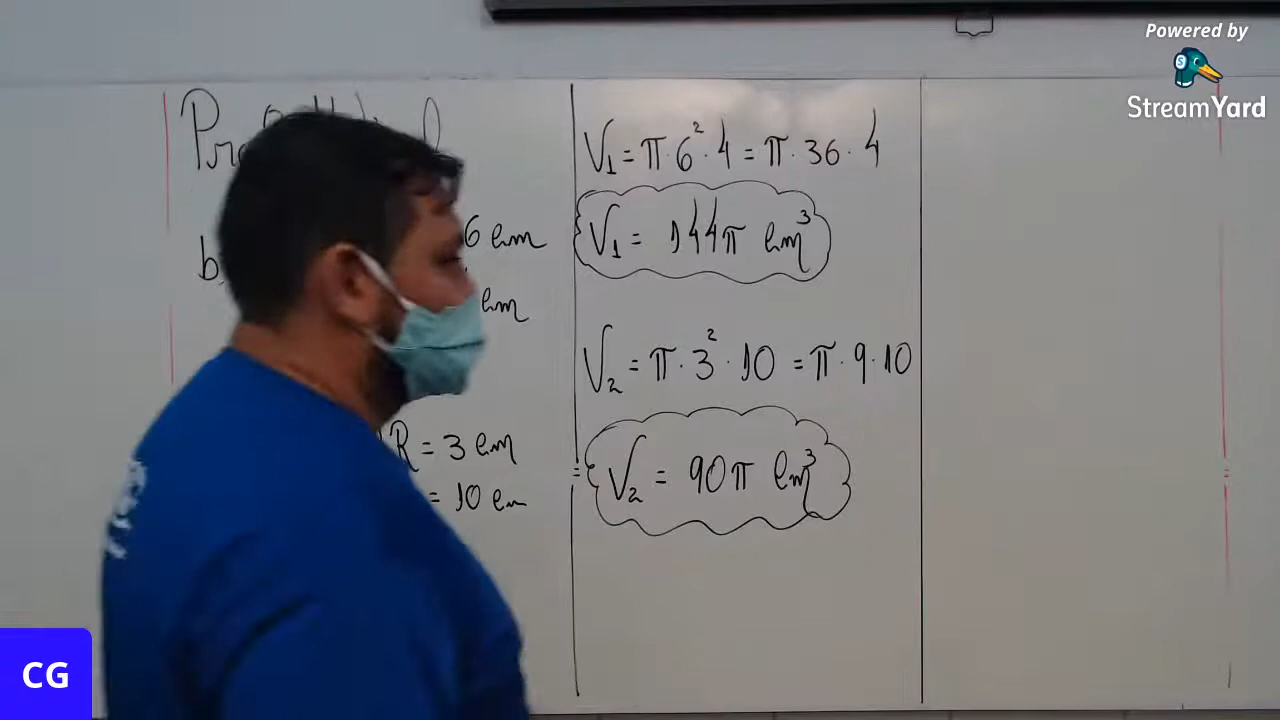 Powered by
StreamYard
b)
6 cm
cm
R = 3 cm
= 10 cm
V₁ = π · 6² · 4 = π · 36 · 4
V₁ = 144π cm³
V₂ = π · 3² · 10 = π · 9 · 10
V₂ = 90π cm³
CG